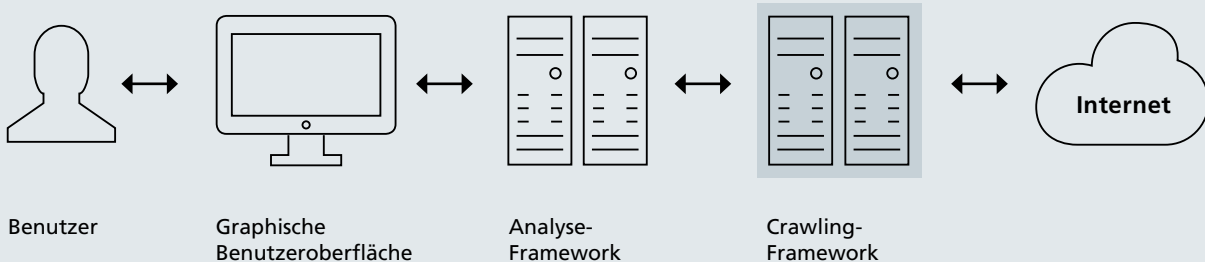 Internet
Benutzer
Graphische
Benutzeroberfläche
Analyse-
Framework
Crawling-
Framework